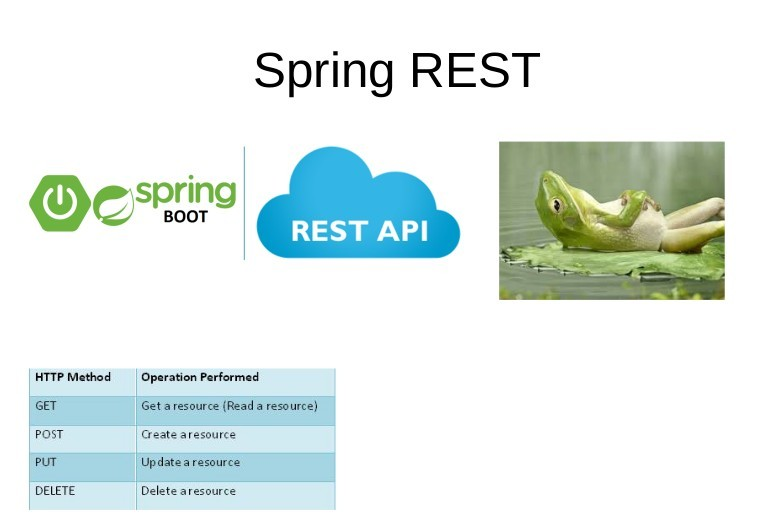 Spring REST
spring
BOOT
REST API
HTTP Method Operation Performed
GET Get a resource (Read a resource)
POST Create a resource
PUT Update a resource
DELETE Delete a resource